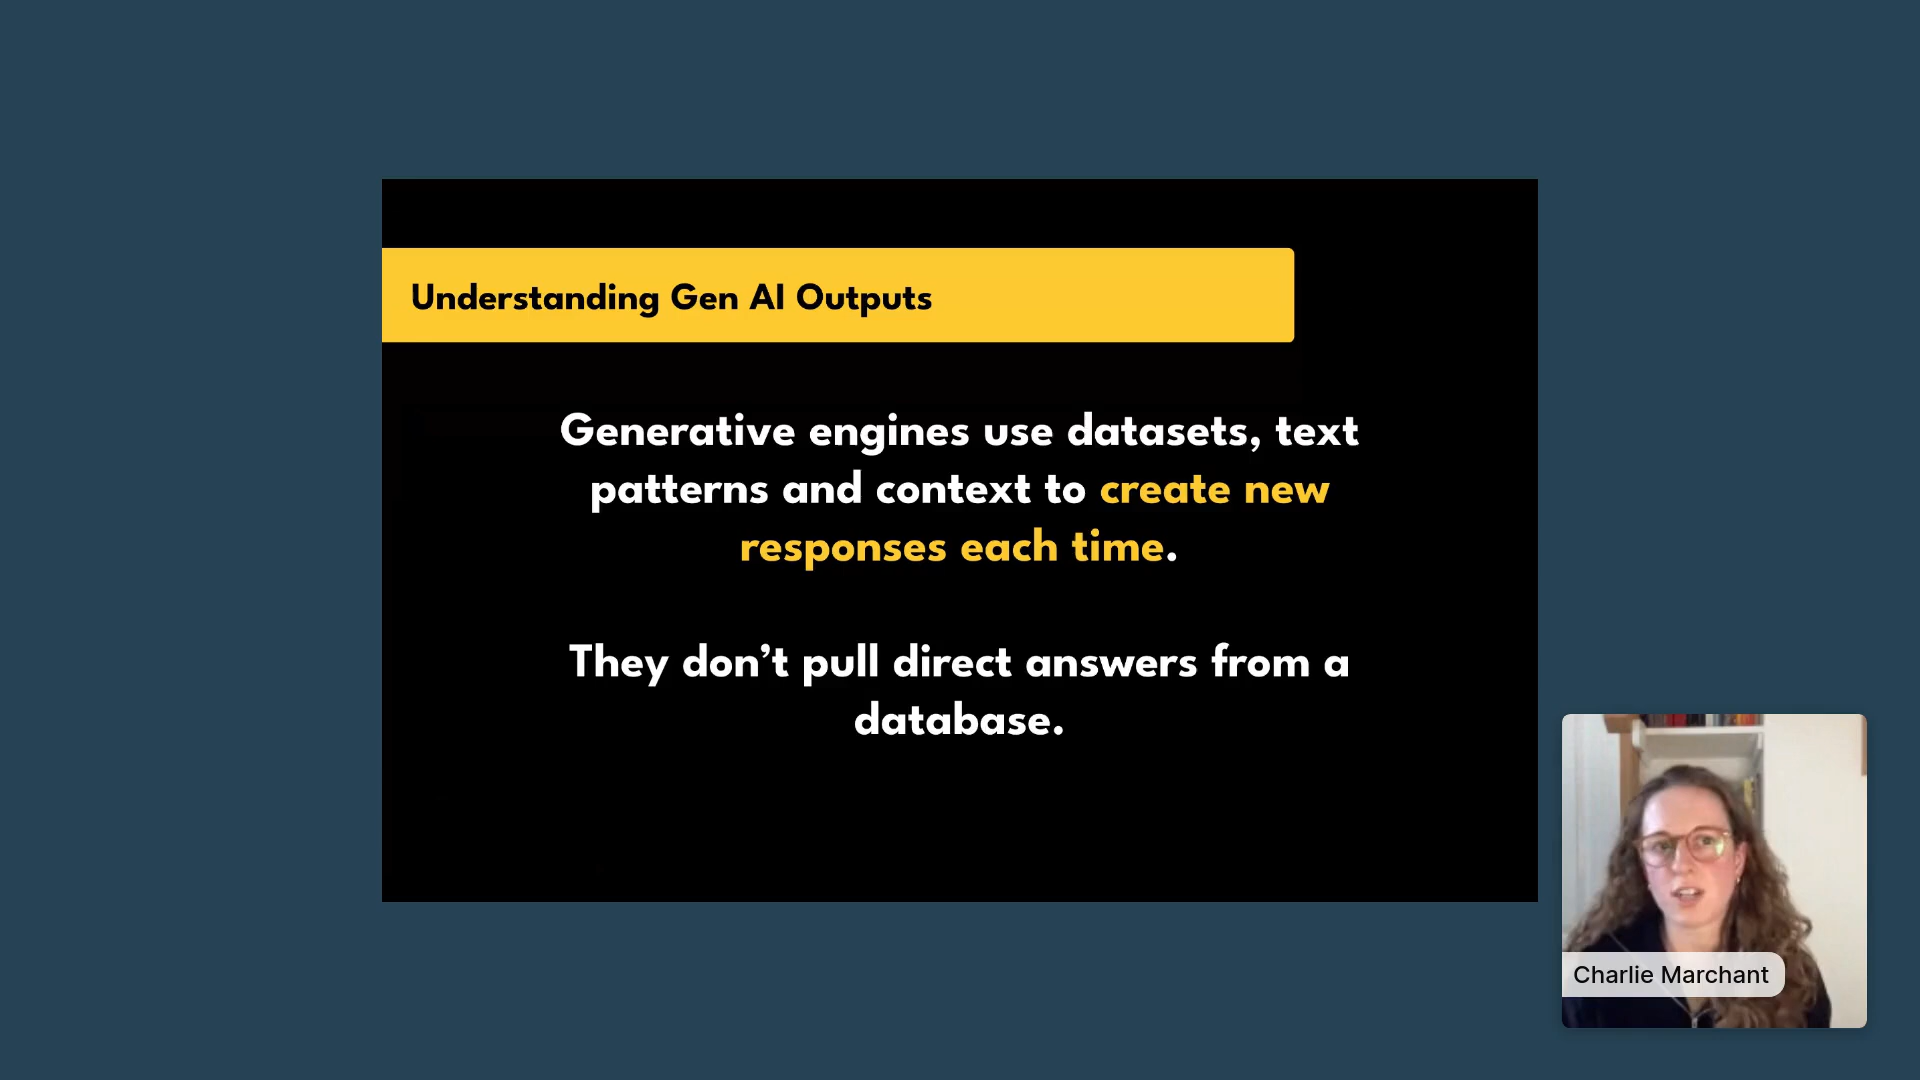 Understanding Gen AI Outputs
Generative engines use datasets, text
patterns and context to create new
responses each time.
They don’t pull direct answers from a
database.
Charlie Marchant